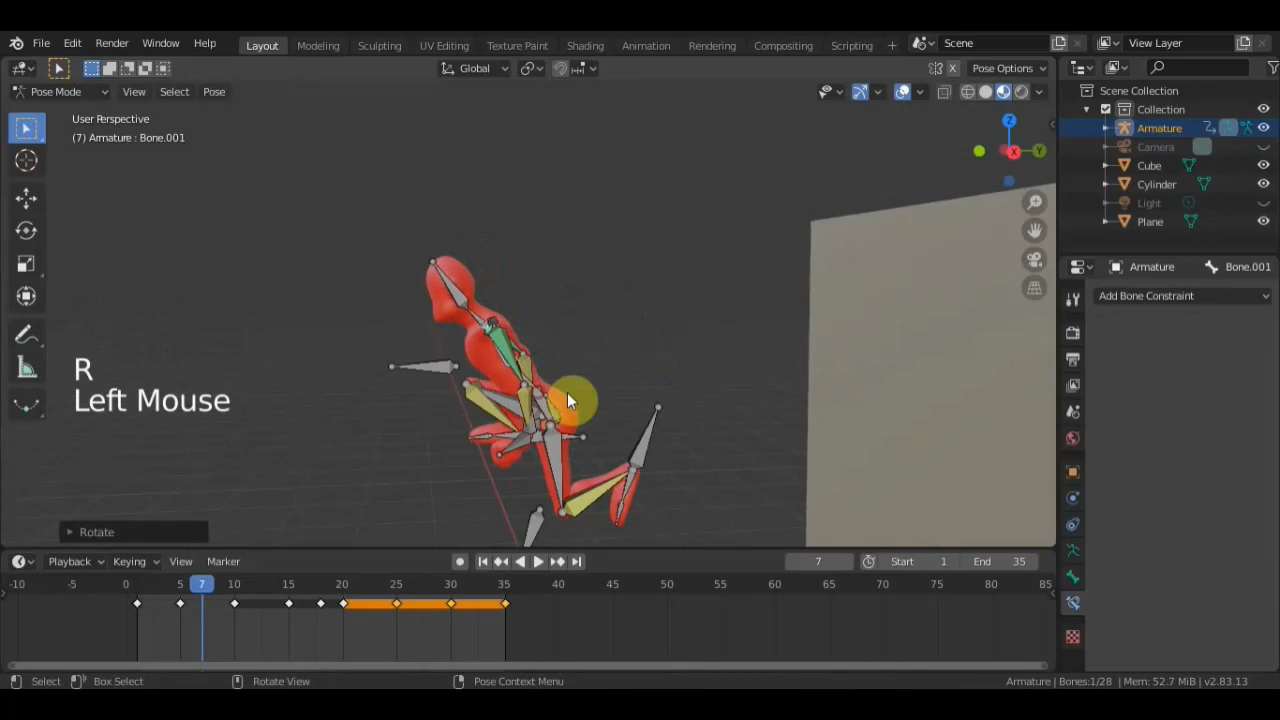 File Edit Render Window Help Layout Modeling Sculpting UV Editing Texture Paint Shading Animation Rendering Compositing Scripting + Scene View Layer
Global Pose Options
X
Pose Mode View Select Pose
Scene Collection
Collection
Armature
Camera
Cube
Cylinder
Light
Plane
User Perspective
(7) Armature : Bone.001
Z
X
Y
Armature Bone.001
Add Bone Constraint
R
Left Mouse
Rotate
Playback Keying View Marker 7 Start 1 End 35
-10 -5 0 5 7 10 15 20 25 30 35 40 45 50 55 60 65 70 75 80 85
Select Box Select Rotate View Pose Context Menu Armature | Bones:1/28 | Mem: 52.7 MiB | v2.83.13